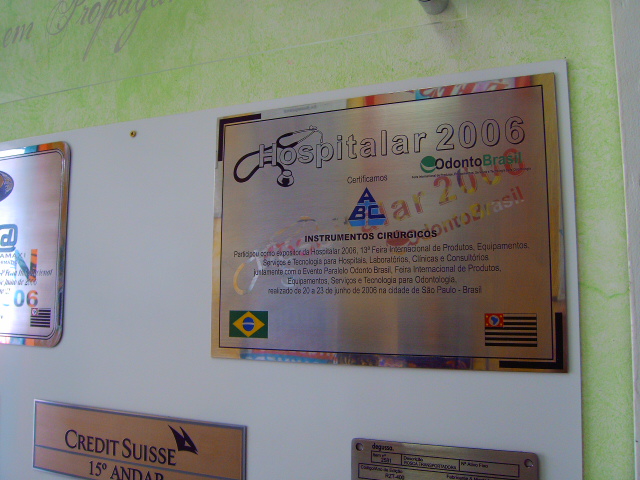 em Propagan
Hospitalar 2006
OdontoBrasil
Certificamos
ABC
INSTRUMENTOS CIRÚRGICOS
Participou como expositor da Hospitalar 2006, 13ª Feira Internacional de Produtos, Equipamentos,
Serviços e Tecnologia para Hospitais, Laboratórios, Clínicas e Consultórios
juntamente com o Evento Paralelo Odonto Brasil, Feira Internacional de Produtos,
Equipamentos, Serviços e Tecnologia para Odontologia,
realizado de 20 a 23 de junho de 2006 na cidade de São Paulo - Brasil
@
06
CREDIT SUISSE
15º ANDAR
degussa.
Descrição